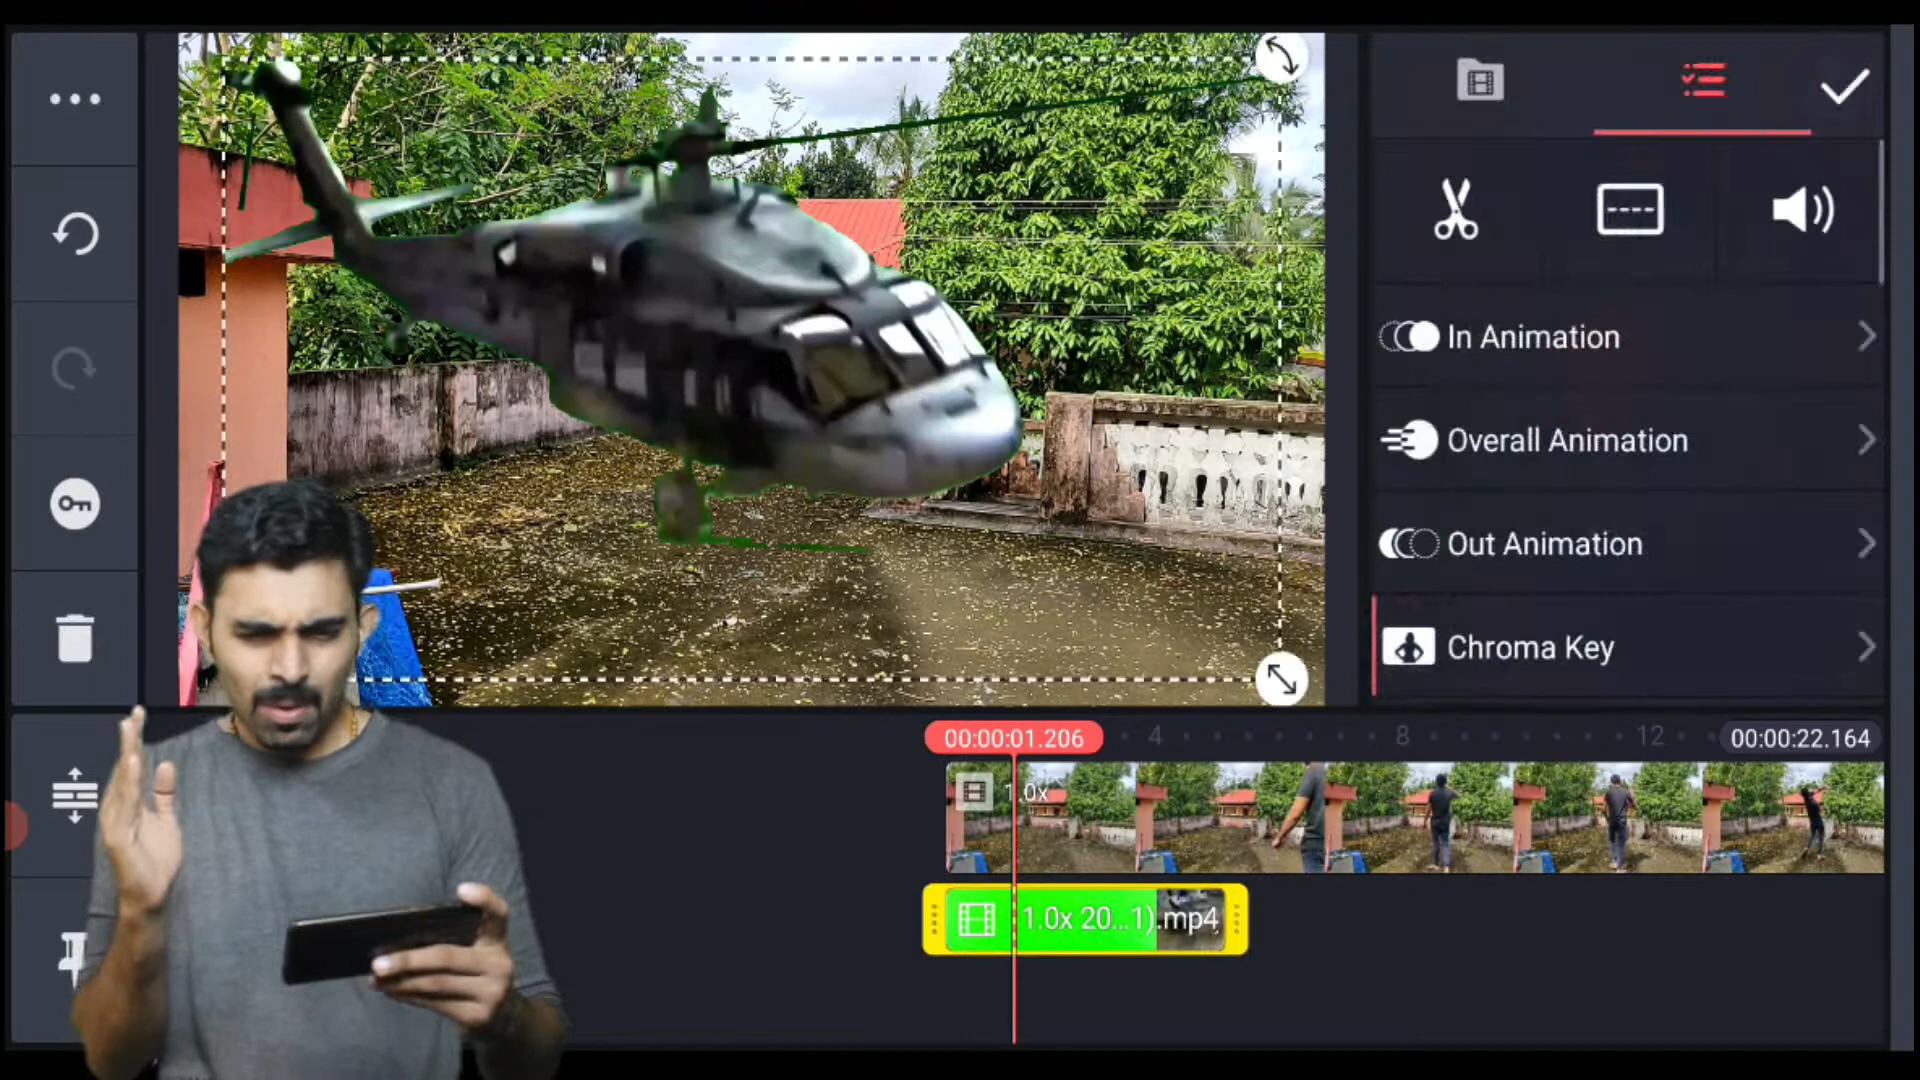 In Animation
Overall Animation
Out Animation
Chroma Key
00:00:01.206
4
8
12
00:00:22.164
1.0x
1.0x 20...1).mp4